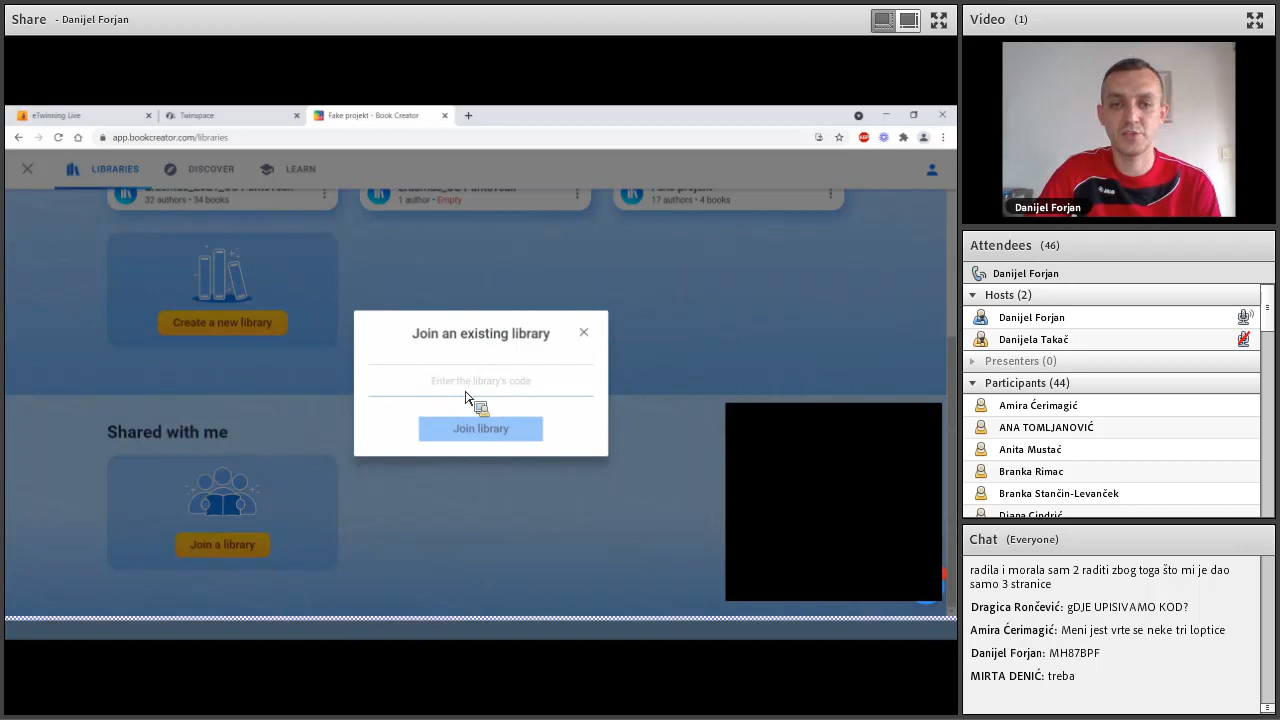 Share - Danijel Forjan
eTwinning Live
Twinspace
Fake projekt - Book Creator
app.bookcreator.com/libraries
LIBRARIES
DISCOVER
LEARN
32 authors • 34 books
1 author • Empty
17 authors • 4 books
Create a new library
Join an existing library
Enter the library's code
Join library
Shared with me
Join a library
Video (1)
Danijel Forjan
Attendees (46)
Danijel Forjan
Hosts (2)
Danijel Forjan
Danijela Takač
Presenters (0)
Participants (44)
Amira Ćerimagić
ANA TOMLJANOVIĆ
Anita Mustać
Branka Rimac
Branka Stančin-Levanček
Diana Cindrić
Chat (Everyone)
radila i morala sam 2 raditi zbog toga što mi je dao
samo 3 stranice
Dragica Rončević: gDJE UPISIVAMO KOD?
Amira Ćerimagić: Meni jest vrte se neke tri loptice
Danijel Forjan: MH87BPF
MIRTA DENIĆ: treba